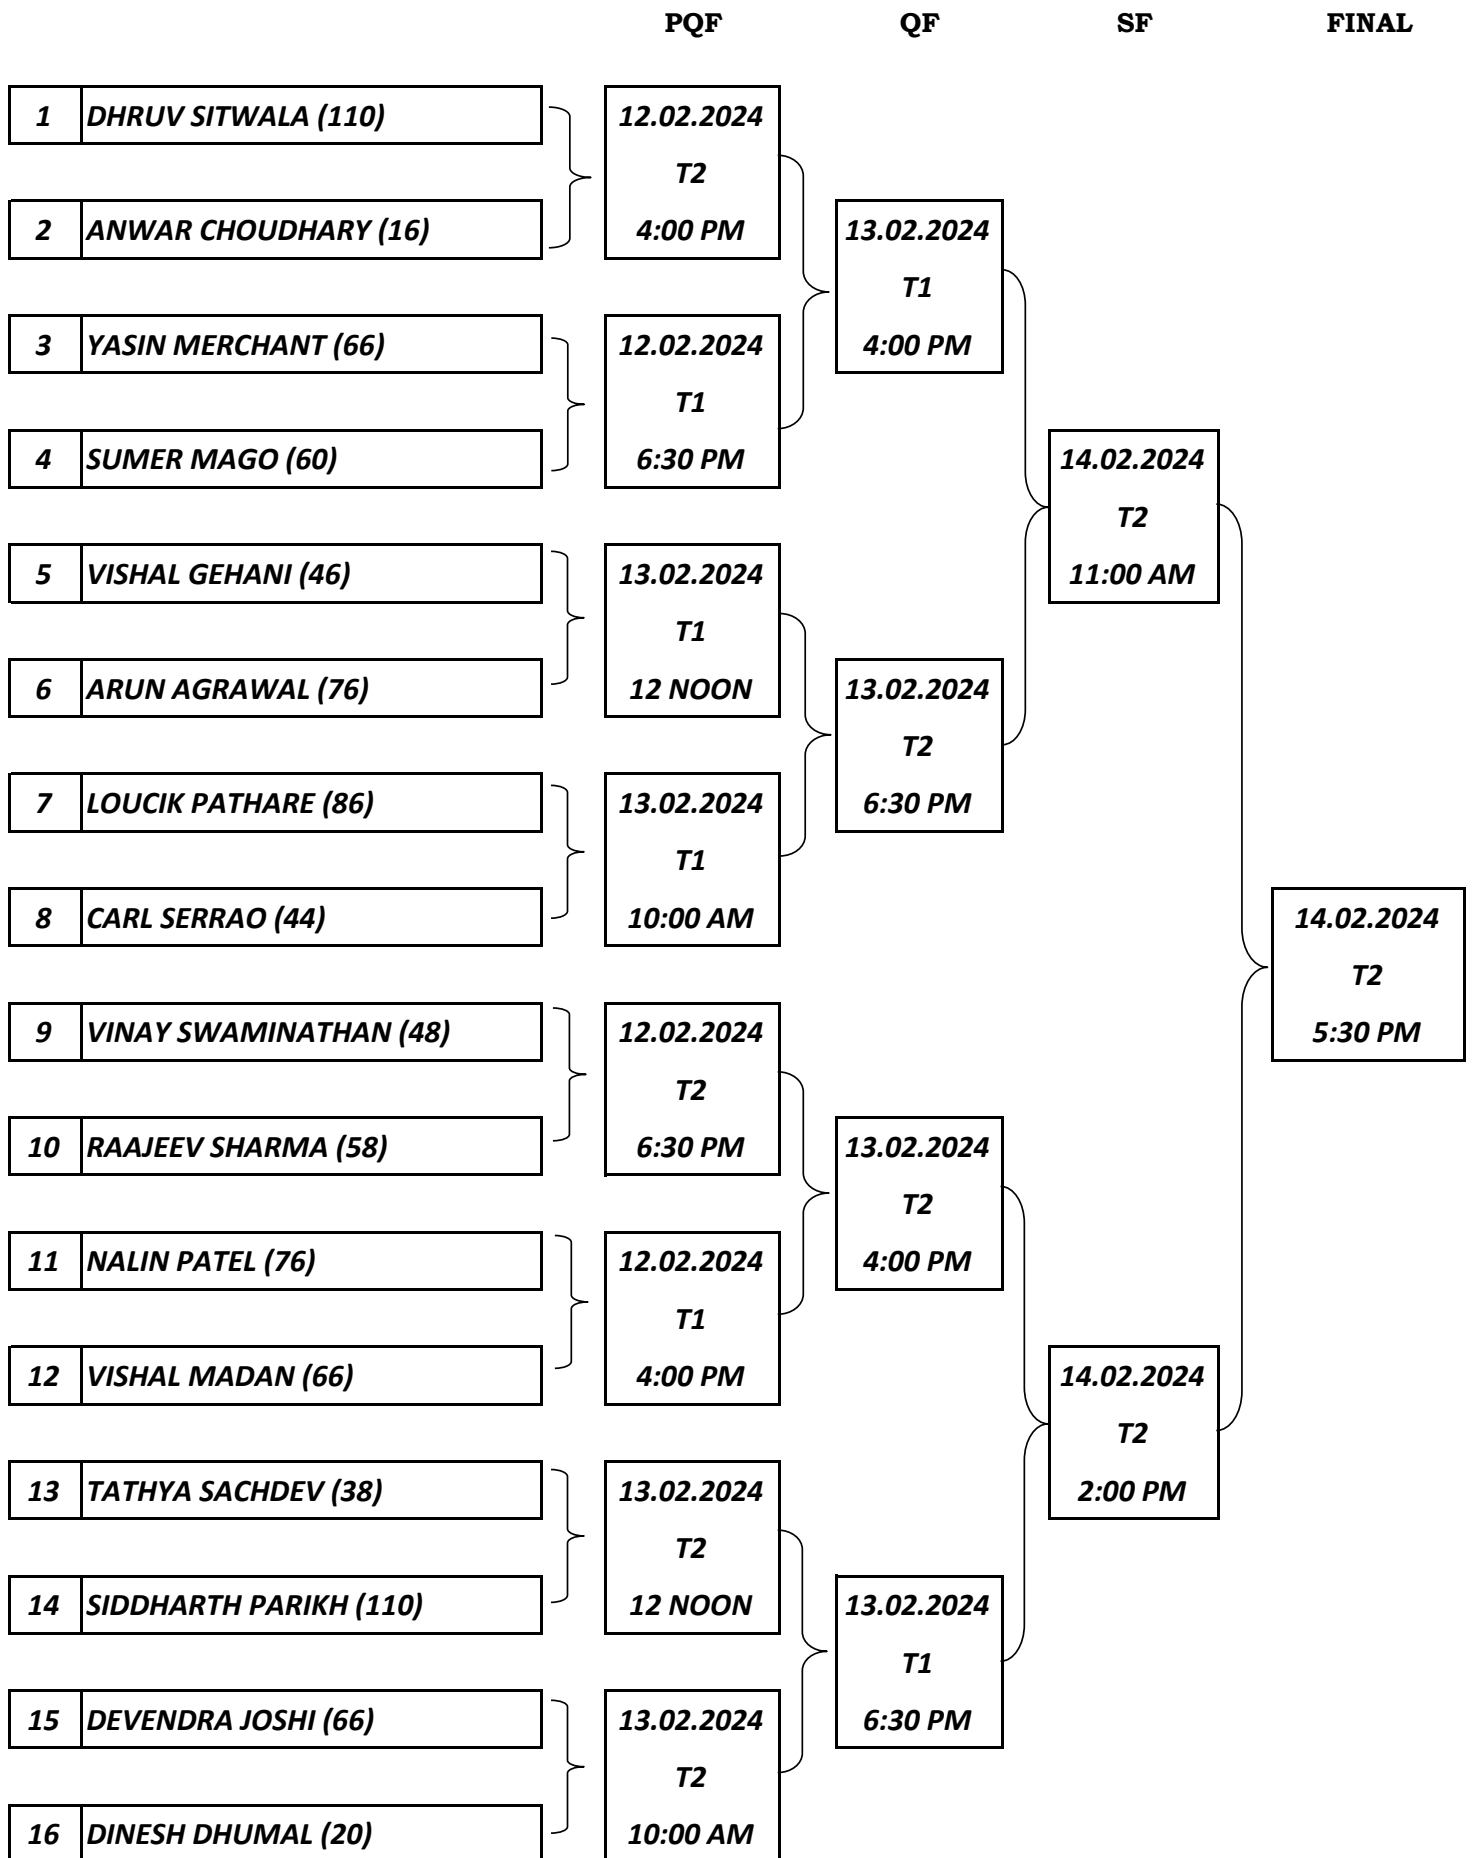 PQF QF SF FINAL
1 DHRUV SITWALA (110) 12.02.2024
T2
2 ANWAR CHOUDHARY (16) 4:00 PM 13.02.2024
T1
3 YASIN MERCHANT (66) 12.02.2024 4:00 PM
T1
4 SUMER MAGO (60) 6:30 PM 14.02.2024
T2
5 VISHAL GEHANI (46) 13.02.2024 11:00 AM
T1
6 ARUN AGRAWAL (76) 12 NOON 13.02.2024
T2
7 LOUCIK PATHARE (86) 13.02.2024 6:30 PM
T1
8 CARL SERRAO (44) 10:00 AM 14.02.2024
T2
9 VINAY SWAMINATHAN (48) 12.02.2024 5:30 PM
T2
10 RAAJEEV SHARMA (58) 6:30 PM 13.02.2024
T2
11 NALIN PATEL (76) 12.02.2024 4:00 PM
T1
12 VISHAL MADAN (66) 4:00 PM 14.02.2024
T2
13 TATHYA SACHDEV (38) 13.02.2024 2:00 PM
T2
14 SIDDHARTH PARIKH (110) 12 NOON 13.02.2024
T1
15 DEVENDRA JOSHI (66) 13.02.2024 6:30 PM
T2
16 DINESH DHUMAL (20) 10:00 AM